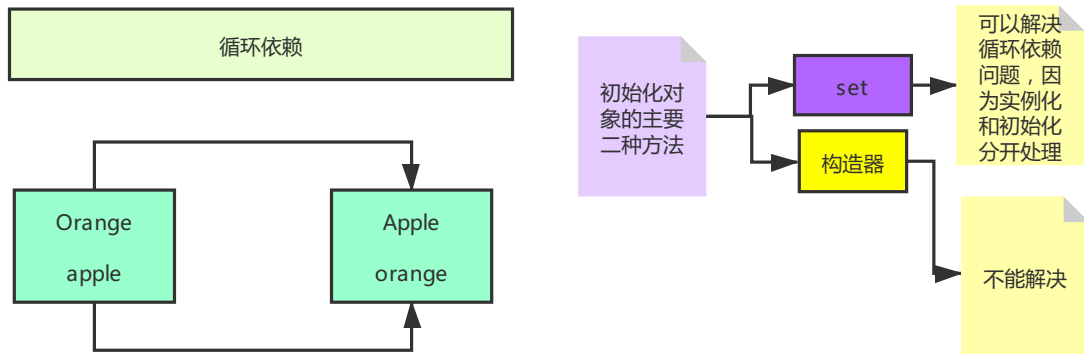 循环依赖
Orange
apple
Apple
orange
初始化对
象的主要
二种方法
set
构造器
可以解决
循环依赖
问题，因
为实例化
和初始化
分开处理
不能解决